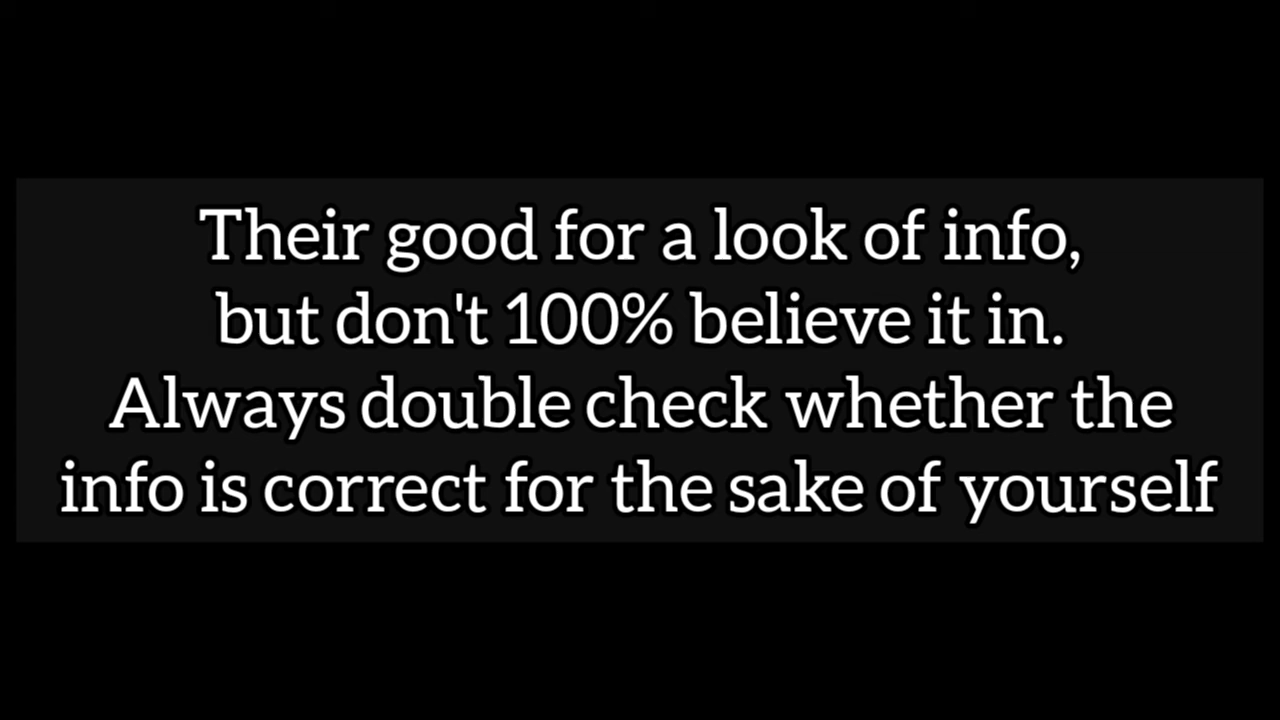 Their good for a look of info,
but don't 100% believe it in.
Always double check whether the
info is correct for the sake of yourself